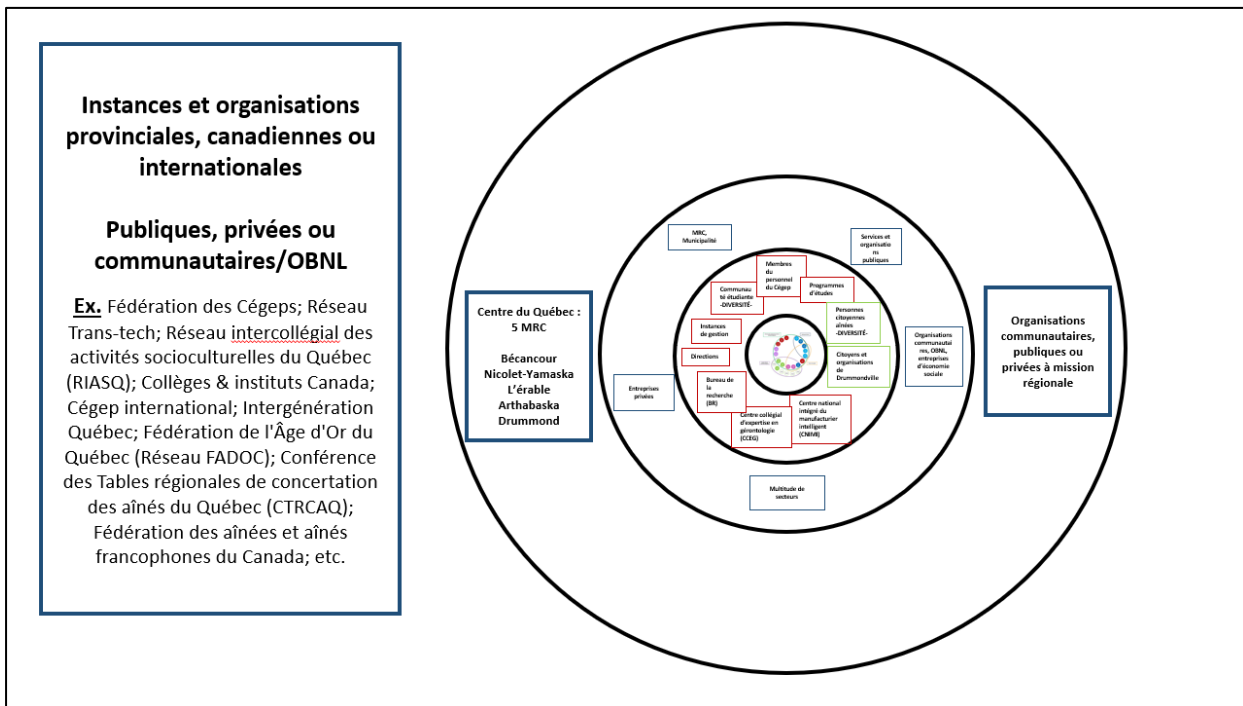 Instances et organisations
provinciales, canadiennes ou
internationales
Publiques, privées ou
communautaires/OBNL
Ex. Fédération des Cégeps; Réseau
Trans-tech; Réseau intercollégial des
activités socioculturelles du Québec
(RIASQ); Collèges & instituts Canada;
Cégep international; Intergénération
Québec; Fédération de l'Âge d'Or du
Québec (Réseau FADOC); Conférence
des Tables régionales de concertation
des aînés du Québec (CTRCAQ);
Fédération des aînées et aînés
francophones du Canada; etc.
Centre du Québec :
5 MRC
Bécancour
Nicolet-Yamaska
L'érable
Arthabaska
Drummond
MRC,
Municipalité
Services et
organisatio
ns
publiques
Entreprises
privées
Organisations
communautai
res, OBNL,
entreprises
d'économie
sociale
Multitude de
secteurs
Membres
du
personnel
du Cégep
Programmes
d'études
Communau
té étudiante
-DIVERSITÉ-
Personnes
citoyennes
aînées
-DIVERSITÉ-
Instances
de gestion
Directions
Citoyens et
organisations
de
Drummondville
Bureau de
la
recherche
(BR)
Centre collégial
d'expertise en
gérontologie
(CCEG)
Centre national
intégré du
manufacturier
intelligent
(CNIMI)
Organisations
communautaires,
publiques ou
privées à mission
régionale